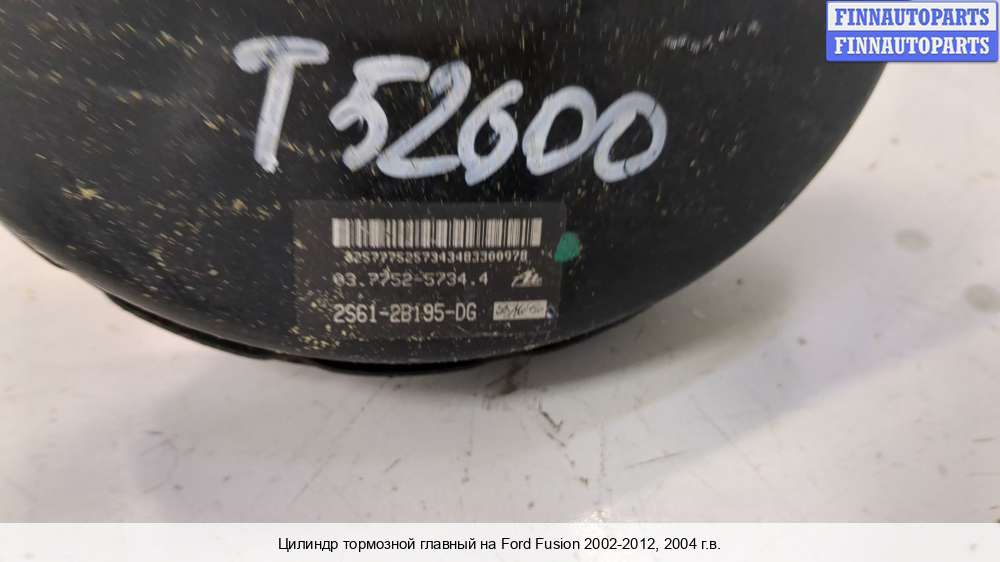 FINNAUTOPARTS
FINNAUTOPARTS
T52600
03.7752-5734.4
2S61-2B195-DG
Цилиндр тормозной главный на Ford Fusion 2002-2012, 2004 г.в.